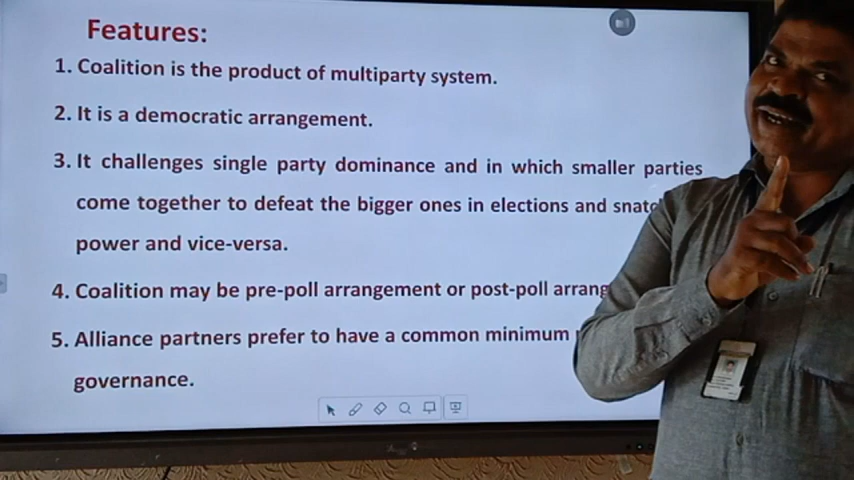 Features:
1. Coalition is the product of multiparty system.
2. It is a democratic arrangement.
3. It challenges single party dominance and in which smaller parties
come together to defeat the bigger ones in elections and
power and vice-versa.
4. Coalition may be pre-poll arrangement or post-poll
5. Alliance partners prefer to have a common minimum
governance.